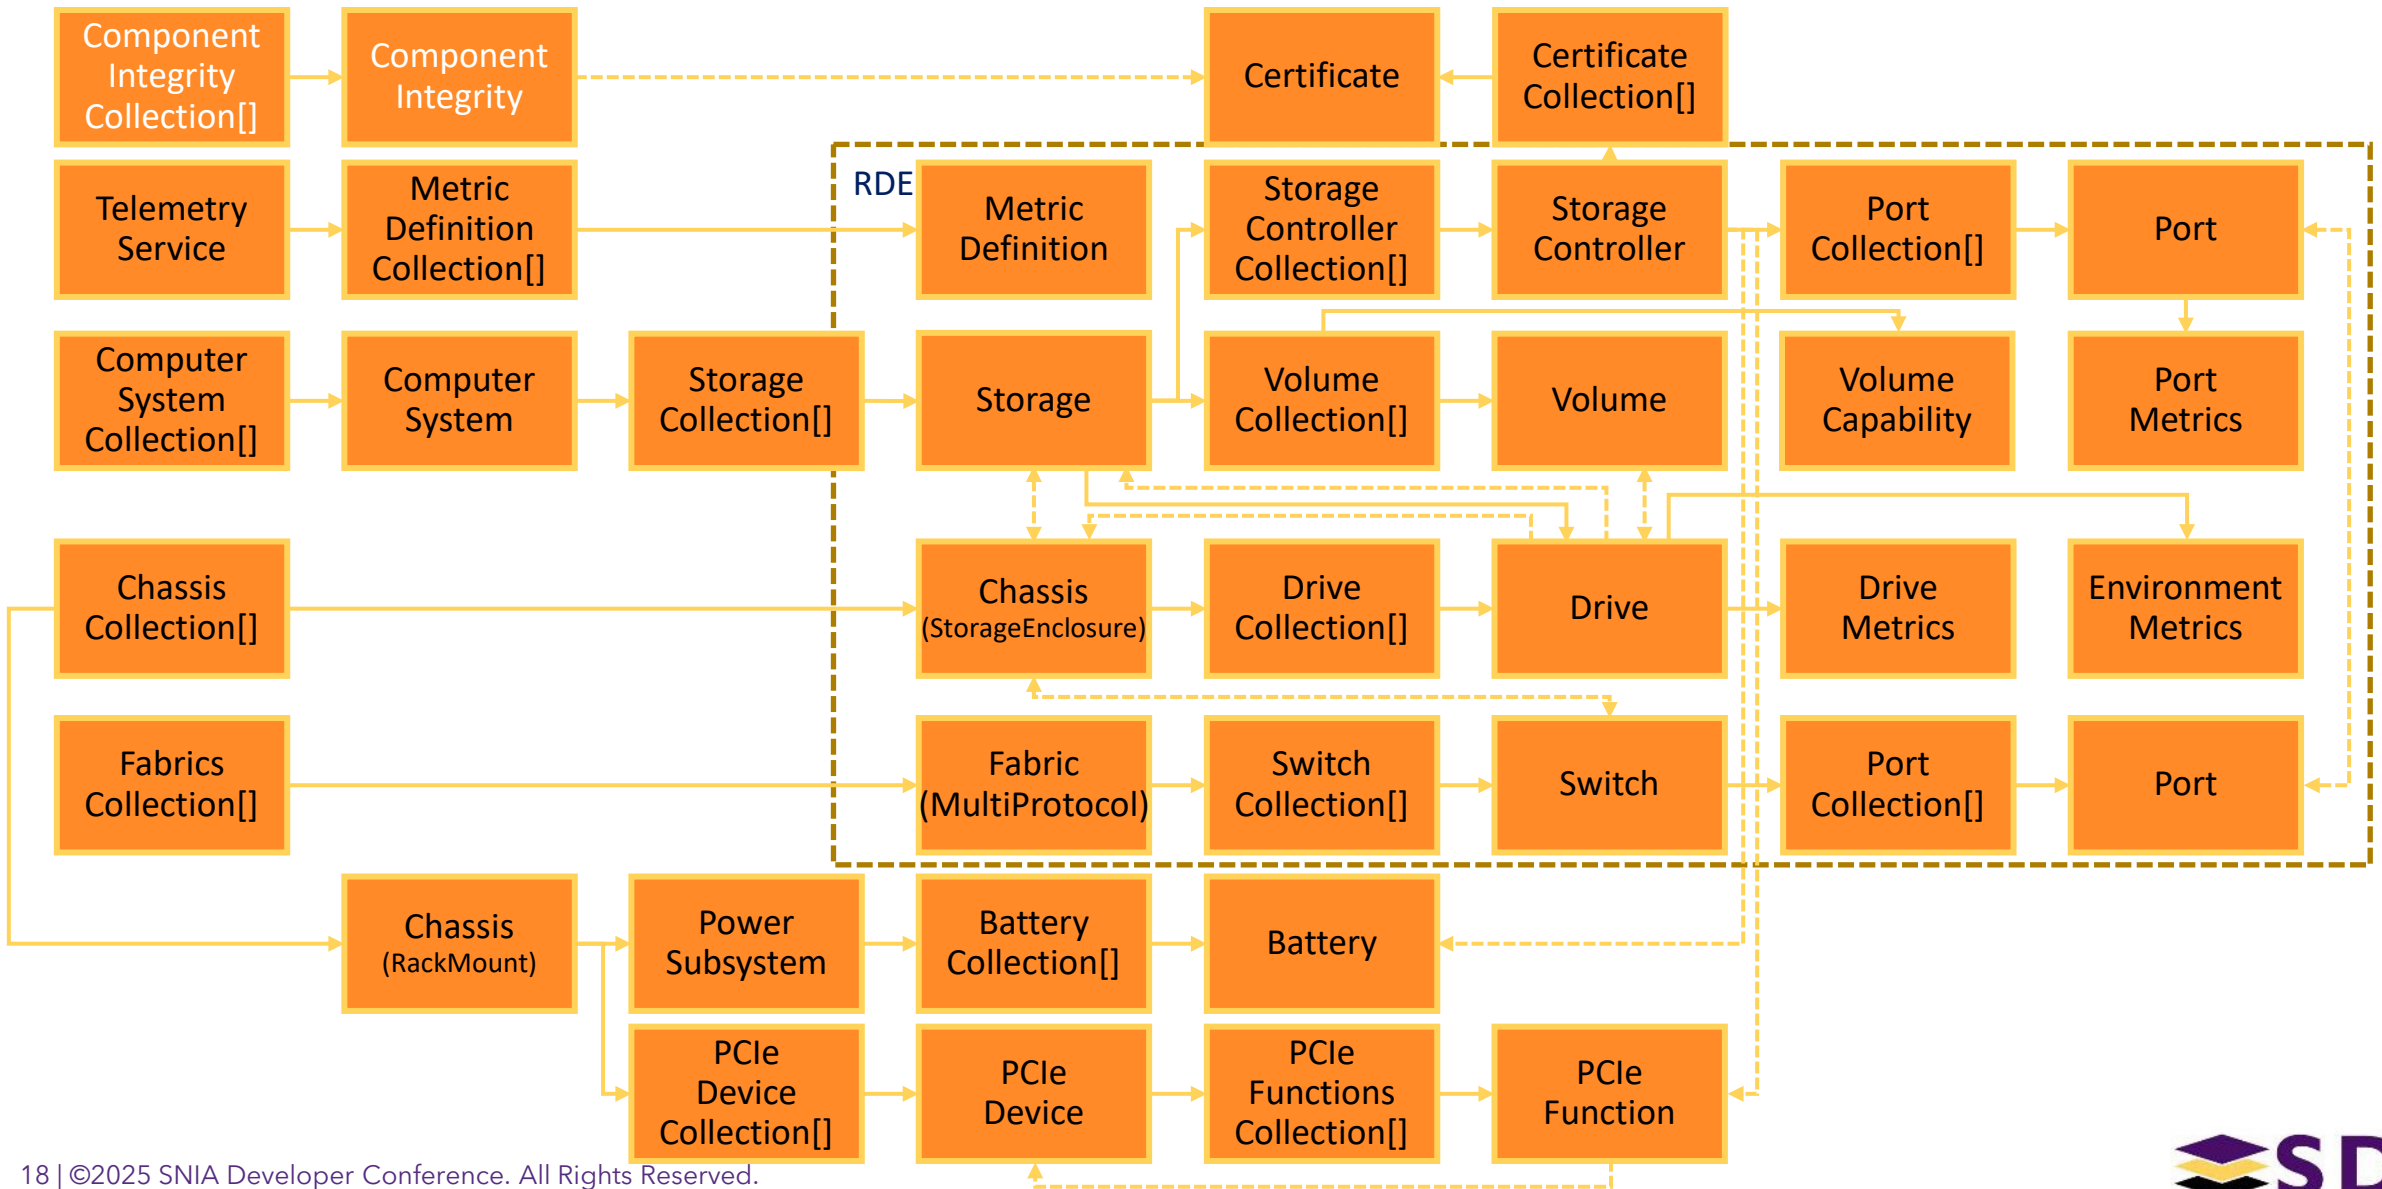 Component
Integrity
Collection[]
Component
Integrity
Certificate
Certificate
Collection[]
RDE
Telemetry
Service
Metric
Definition
Collection[]
Metric
Definition
Storage
Controller
Collection[]
Storage
Controller
Port
Collection[]
Port
Computer
System
Collection[]
Computer
System
Storage
Collection[]
Storage
Volume
Collection[]
Volume
Volume
Capability
Port
Metrics
Chassis
Collection[]
Chassis
(StorageEnclosure)
Drive
Collection[]
Drive
Drive
Metrics
Environment
Metrics
Fabrics
Collection[]
Fabric
(MultiProtocol)
Switch
Collection[]
Switch
Port
Collection[]
Port
Chassis
(RackMount)
Power
Subsystem
Battery
Collection[]
Battery
PCIe
Device
Collection[]
PCIe
Device
PCIe
Functions
Collection[]
PCIe
Function
18 | ©2025 SNIA Developer Conference. All Rights Reserved.